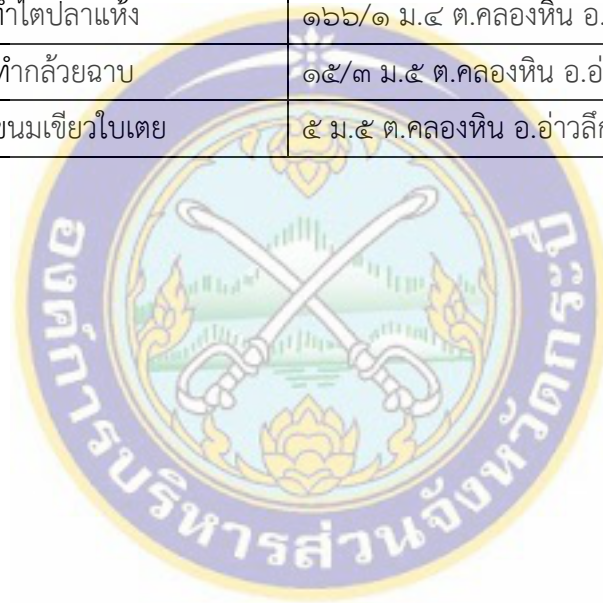 ทำไตปลาแห้ง ๑๖๖/๑ ม.๔ ต.คลองหิน อ.
ทำกล้วยฉาบ ๑๕/๓ ม.๕ ต.คลองหิน อ.
ขนมเขียวใบเตย ๕ ม.๕ ต.คลองหิน อ.อ่าวลึก
องค์การบริหารส่วนจังหวัดกระบี่